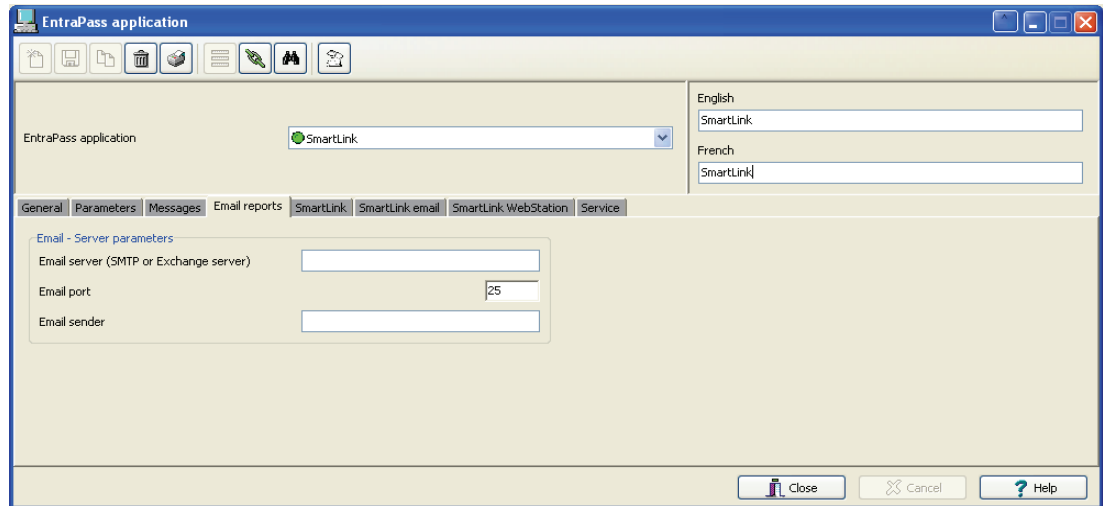 EntraPass application
English
SmartLink
EntraPass application
SmartLink
French
SmartLink
General Parameters Messages Email reports SmartLink SmartLink email SmartLink WebStation Service
Email - Server parameters
Email server (SMTP or Exchange server)
Email port 25
Email sender
Close Cancel Help